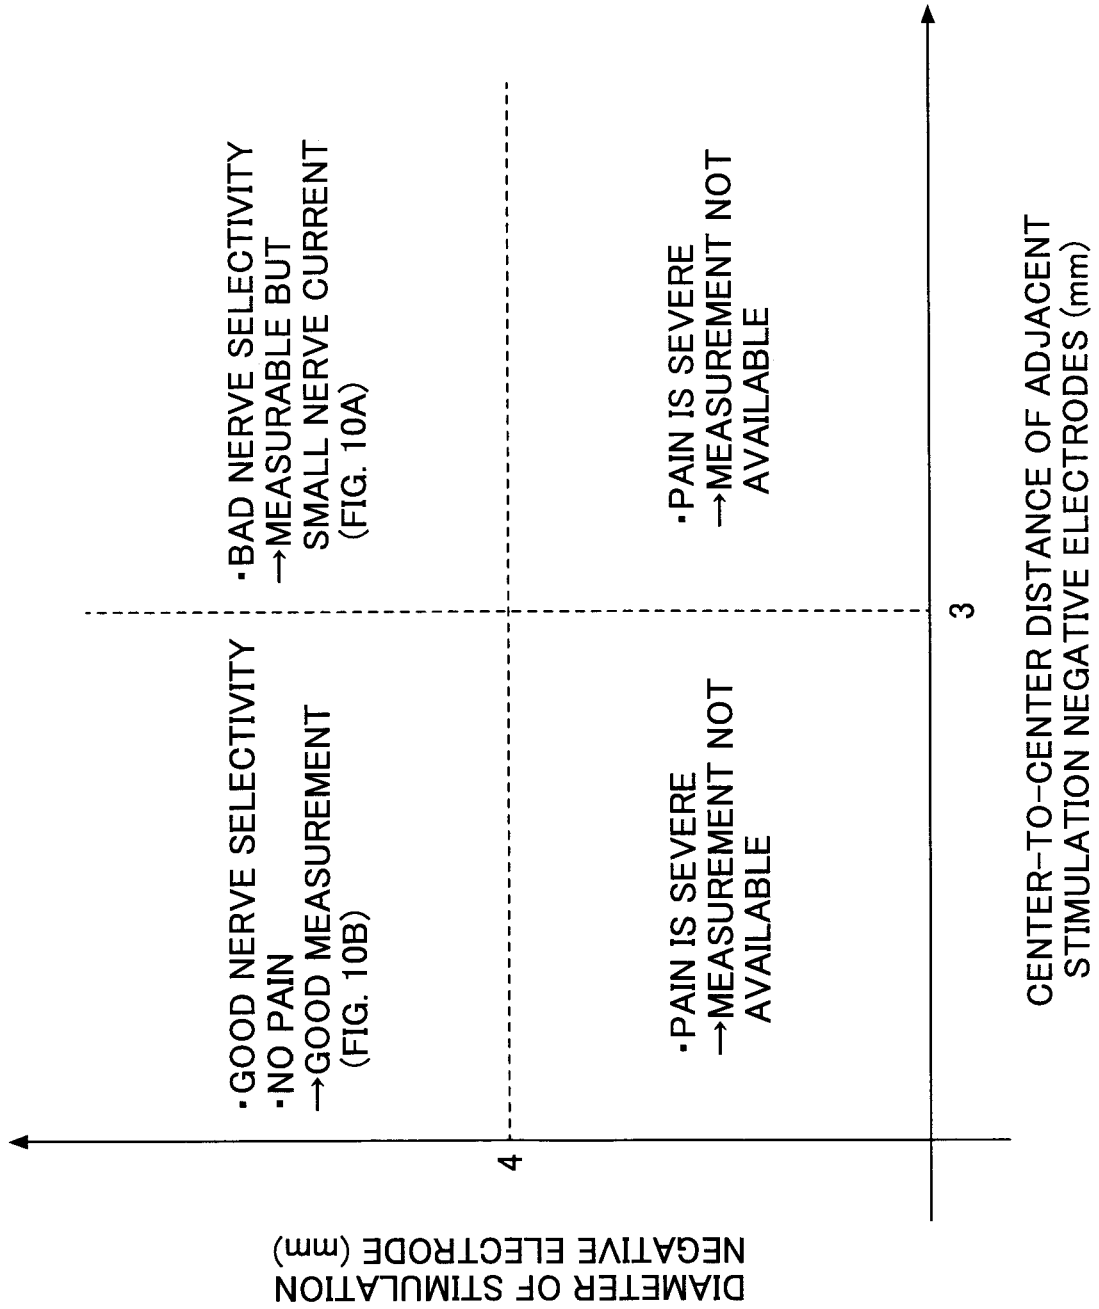 DIAMETER OF STIMULATION
NEGATIVE ELECTRODE (mm)
4
▪GOOD NERVE SELECTIVITY
▪NO PAIN
→GOOD MEASUREMENT
(FIG. 10B)
▪BAD NERVE SELECTIVITY
→MEASURABLE BUT
SMALL NERVE CURRENT
(FIG. 10A)
▪PAIN IS SEVERE
→MEASUREMENT NOT
AVAILABLE
▪PAIN IS SEVERE
→MEASUREMENT NOT
AVAILABLE
3
CENTER-TO-CENTER DISTANCE OF ADJACENT
STIMULATION NEGATIVE ELECTRODES (mm)